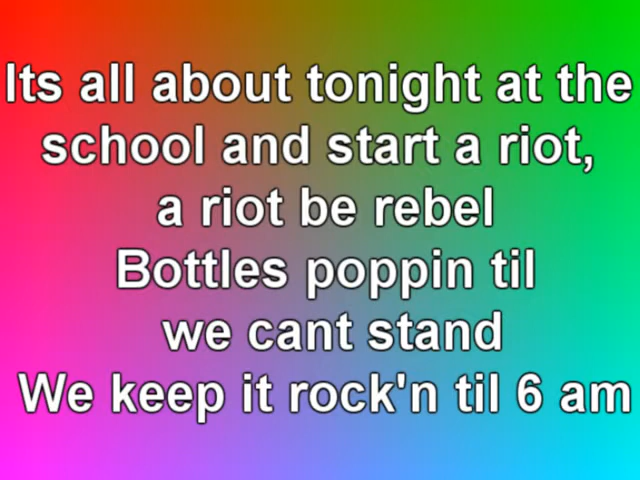 Its all about tonight at the
school and start a riot,
a riot be rebel
Bottles poppin til
we cant stand
We keep it rock'n til 6 am